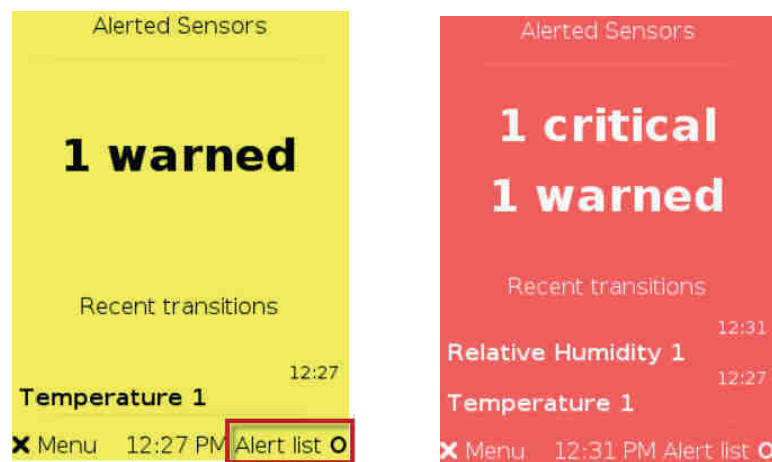 Alerted Sensors
1 warned
Recent transitions
12:27
Temperature 1
✕ Menu 12:27 PM Alert list O
Alerted Sensors
1 critical
1 warned
Recent transitions
12:31
Relative Humidity 1
12:27
Temperature 1
✕ Menu 12:31 PM Alert list O